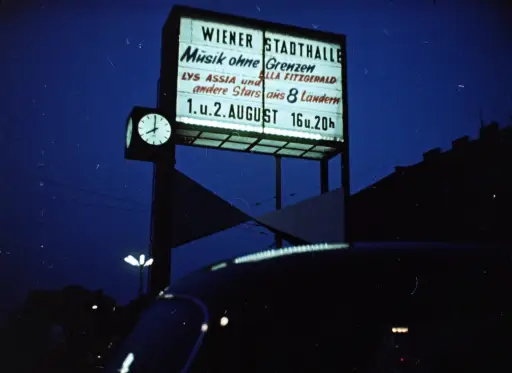 WIENER STADTHALLE
Musik ohne Grenzen
LYS ASSIA und ELLA FITZGERALD
andere Stars aus 8 Ländern
1. u. 2. AUGUST 16 u. 20h